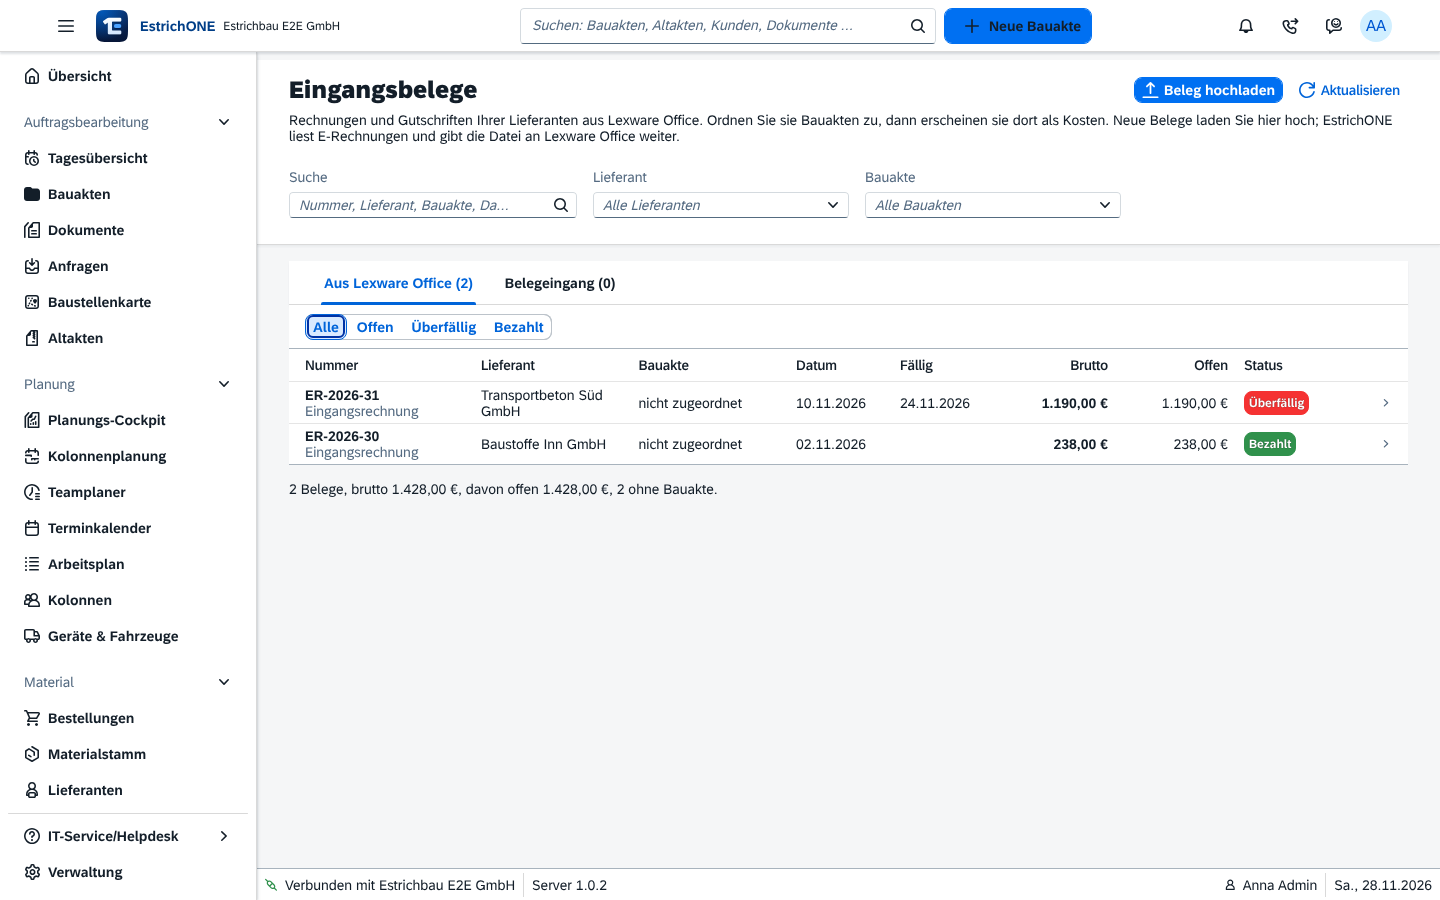 EstrichONE Estrichbau E2E GmbH
Suchen: Bauakten, Altakten, Kunden, Dokumente ...
Neue Bauakte
AA
Übersicht
Auftragsbearbeitung
Tagesübersicht
Bauakten
Dokumente
Anfragen
Baustellenkarte
Altakten
Planung
Planungs-Cockpit
Kolonnenplanung
Teamplaner
Terminkalender
Arbeitsplan
Kolonnen
Geräte & Fahrzeuge
Material
Bestellungen
Materialstamm
Lieferanten
IT-Service/Helpdesk
Verwaltung
Eingangsbelege
Beleg hochladen
Aktualisieren
Rechnungen und Gutschriften Ihrer Lieferanten aus Lexware Office. Ordnen Sie sie Bauakten zu, dann erscheinen sie dort als Kosten. Neue Belege laden Sie hier hoch; EstrichONE
liest E-Rechnungen und gibt die Datei an Lexware Office weiter.
Suche Lieferant Bauakte
Nummer, Lieferant, Bauakte, Da... Alle Lieferanten Alle Bauakten
Aus Lexware Office (2) Belegeingang (0)
Alle Offen Überfällig Bezahlt
Nummer Lieferant Bauakte Datum Fällig Brutto Offen Status
ER-2026-31
Eingangsrechnung
Transportbeton Süd
GmbH
nicht zugeordnet 10.11.2026 24.11.2026 1.190,00 € 1.190,00 € Überfällig
ER-2026-30
Eingangsrechnung
Baustoffe Inn GmbH nicht zugeordnet 02.11.2026 238,00 € 238,00 € Bezahlt
2 Belege, brutto 1.428,00 €, davon offen 1.428,00 €, 2 ohne Bauakte.
Verbunden mit Estrichbau E2E GmbH Server 1.0.2 Anna Admin Sa., 28.11.2026